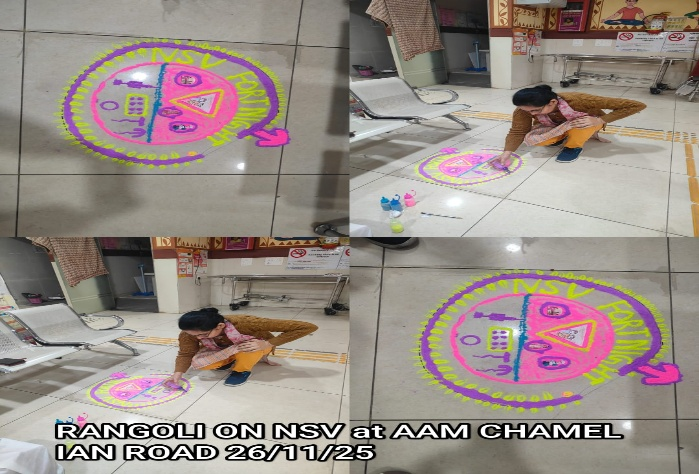 NSV FORTNIGHT
NSV FORTNIGHT
RANGOLI ON NSV at AAM CHAMEL
IAN ROAD 26/11/25